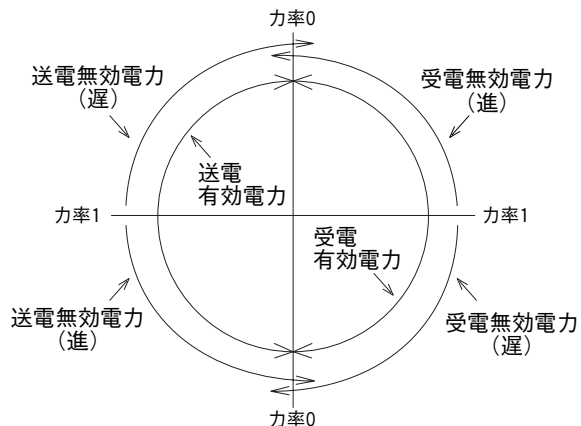 力率0
送電無効電力
（遅）
受電無効電力
（進）
送電
有効電力
力率1
力率1
受電
有効電力
送電無効電力
（進）
受電無効電力
（遅）
力率0